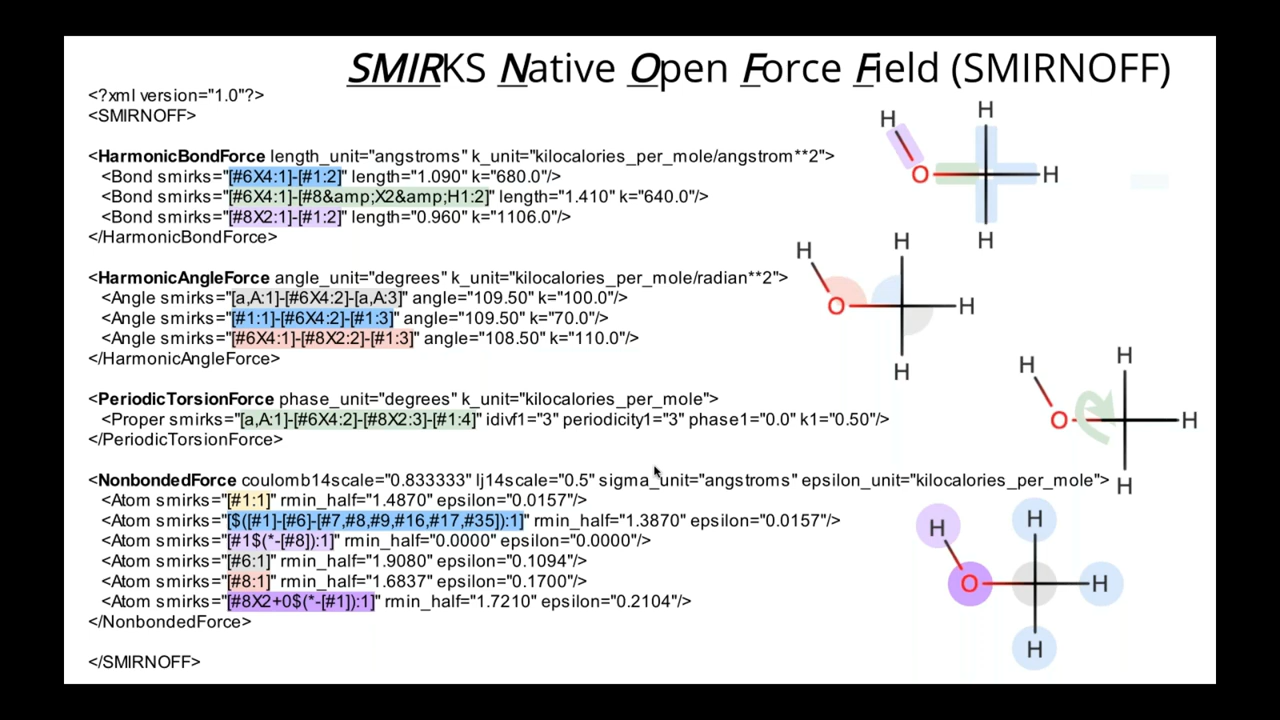 SMIRKS Native Open Force Field (SMIRNOFF)
<?xml version="1.0"?>
<SMIRNOFF>
<HarmonicBondForce length_unit="angstroms" k_unit="kilocalories_per_mole/angstrom**2">
<Bond smirks="[#6X4:1]-[#1:2]" length="1.090" k="680.0"/>
<Bond smirks="[#6X4:1]-[#8&amp;X2&amp;H1:2]" length="1.410" k="640.0"/>
<Bond smirks="[#8X2:1]-[#1:2]" length="0.960" k="1106.0"/>
</HarmonicBondForce>
<HarmonicAngleForce angle_unit="degrees" k_unit="kilocalories_per_mole/radian**2">
<Angle smirks="[a,A:1]-[#6X4:2]-[a,A:3]" angle="109.50" k="100.0"/>
<Angle smirks="[#1:1]-[#6X4:2]-[#1:3]" angle="109.50" k="70.0"/>
<Angle smirks="[#6X4:1]-[#8X2:2]-[#1:3]" angle="108.50" k="110.0"/>
</HarmonicAngleForce>
<PeriodicTorsionForce phase_unit="degrees" k_unit="kilocalories_per_mole">
<Proper smirks="[a,A:1]-[#6X4:2]-[#8X2:3]-[#1:4]" idivf1="3" periodicity1="3" phase1="0.0" k1="0.50"/>
</PeriodicTorsionForce>
<NonbondedForce coulomb14scale="0.833333" lj14scale="0.5" sigma_unit="angstroms" epsilon_unit="kilocalories_per_mole">
<Atom smirks="[#1:1]" rmin_half="1.4870" epsilon="0.0157"/>
<Atom smirks="[$([#1]-[#6]-[#7,#8,#9,#16,#17,#35]):1]" rmin_half="1.3870" epsilon="0.0157"/>
<Atom smirks="[#1$(*-[#8]):1]" rmin_half="0.0000" epsilon="0.0000"/>
<Atom smirks="[#6:1]" rmin_half="1.9080" epsilon="0.1094"/>
<Atom smirks="[#8:1]" rmin_half="1.6837" epsilon="0.1700"/>
<Atom smirks="[#8X2+0$(*-[#1]):1]" rmin_half="1.7210" epsilon="0.2104"/>
</NonbondedForce>
</SMIRNOFF>
H
H
O
H
H
H
H
O
H
H
H
H
O
H
H
H
H
O
H
H